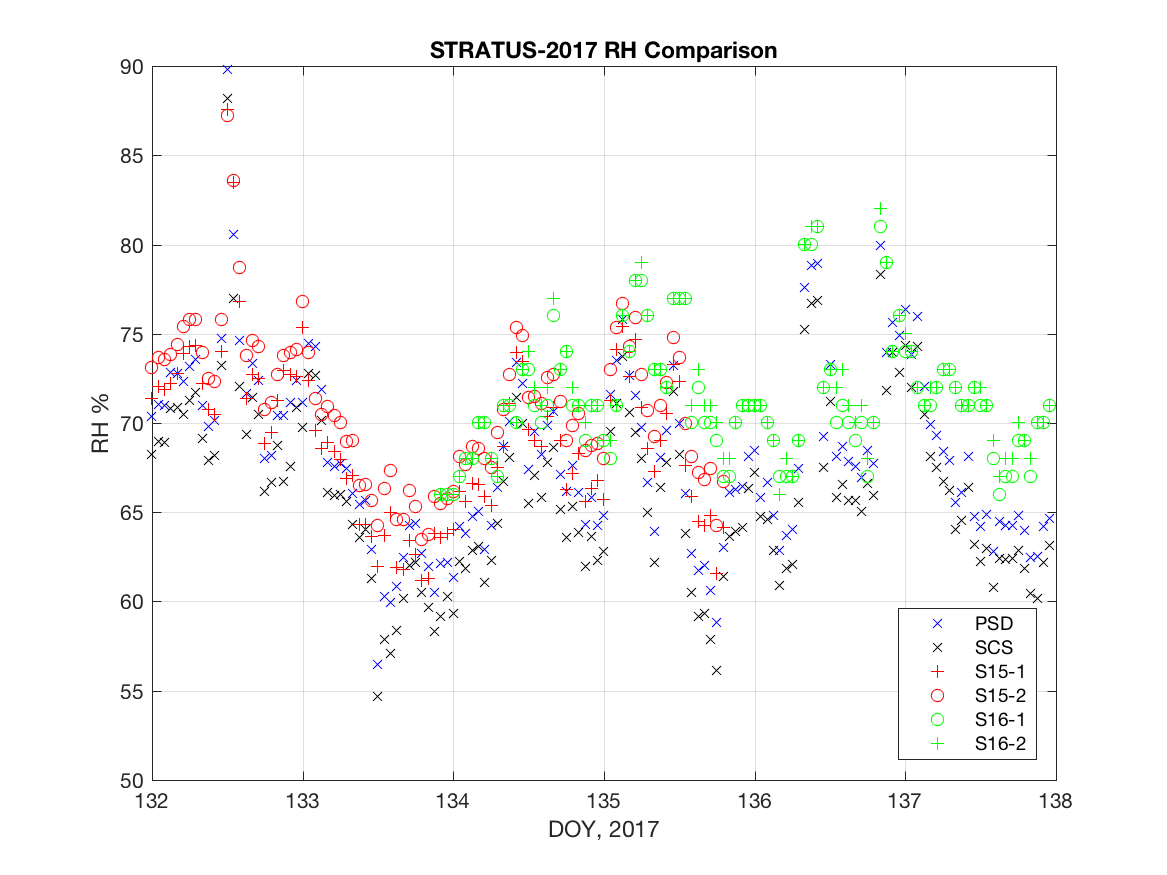 STRATUS-2017 RH Comparison
90
85
80
75
70
65
60
55
50
RH %
132
133
134
135
136
137
138
DOY, 2017
PSD
SCS
S15-1
S15-2
S16-1
S16-2